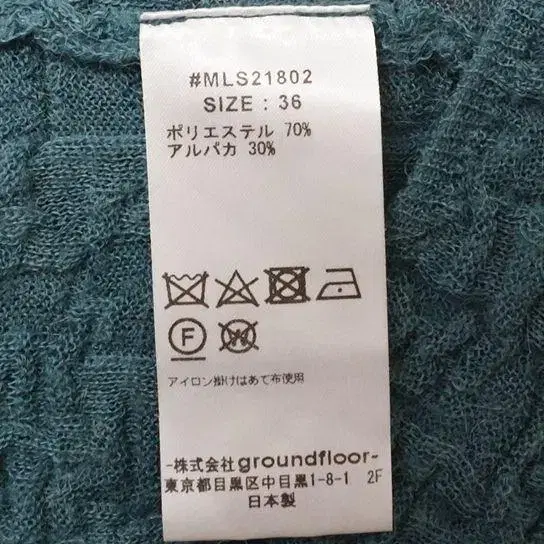 #MLS21802
SIZE : 36
ポリエステル 70%
アルパカ 30%
F W
アイロン掛けはあて布使用
-株式会社groundfloor-
東京都目黒区中目黒1-8-1 2F
日本製